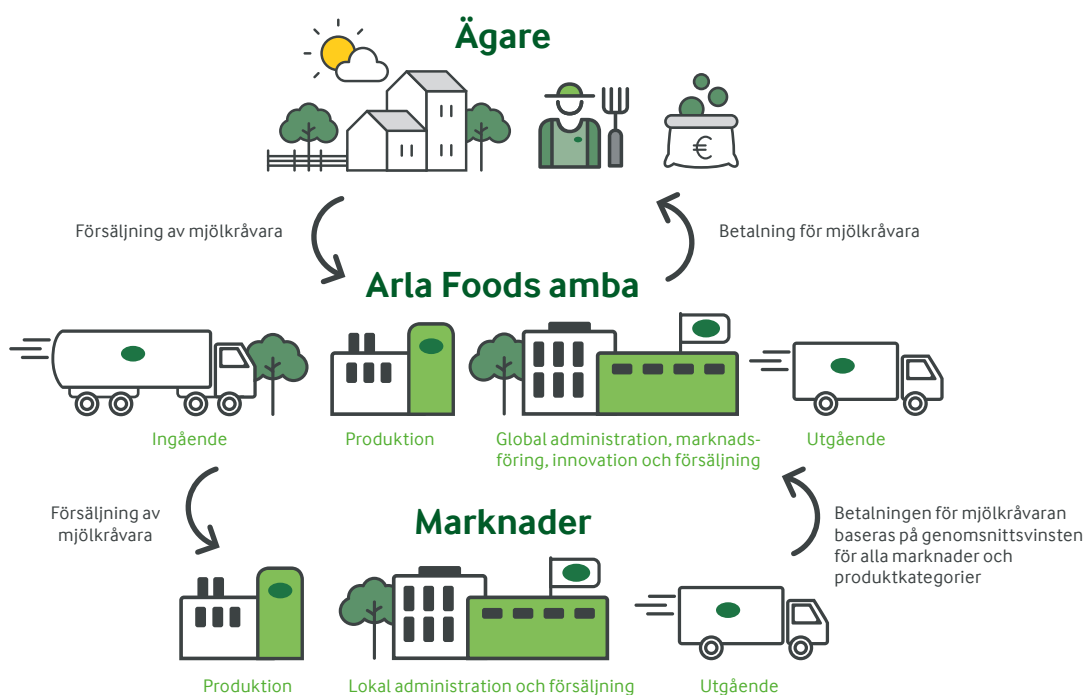 Ägare
€
Försäljning av mjölkråvara
Betalning för mjölkråvara
Arla Foods amba
Ingående
Produktion
Global administration, marknads-
föring, innovation och försäljning
Utgående
Försäljning av
mjölkråvara
Marknader
Betalningen för mjölkråvaran
baseras på genomsnittsvinsten
för alla marknader och
produktkategorier
Produktion
Lokal administration och försäljning
Utgående